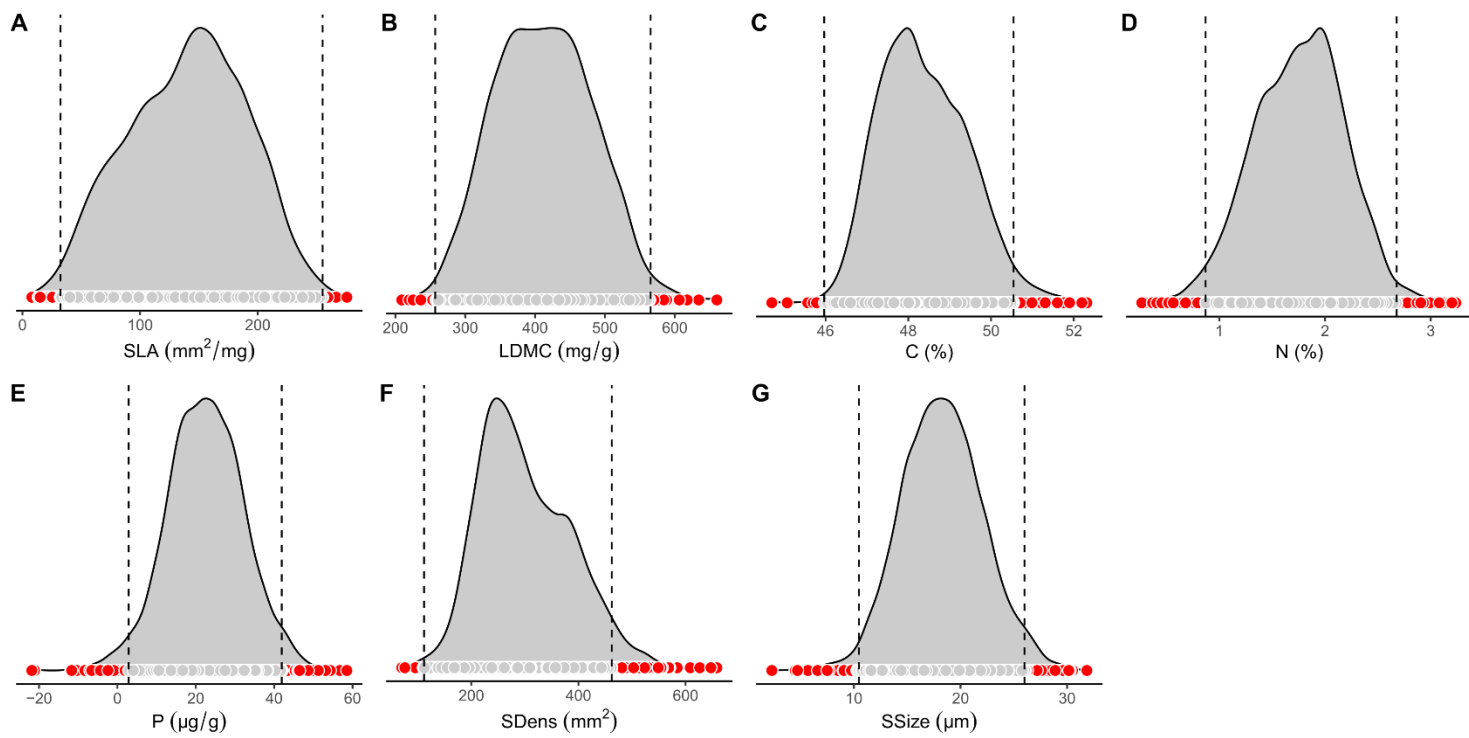 A
B
C
D
0 100 200
200 300 400 500 600
46 48 50 52
1 2 3
SLA (mm²/mg)
LDMC (mg/g)
C (%)
N (%)
E
F
G
−20 0 20 40 60
200 400 600
10 20 30
P (µg/g)
SDens (mm²)
SSize (µm)